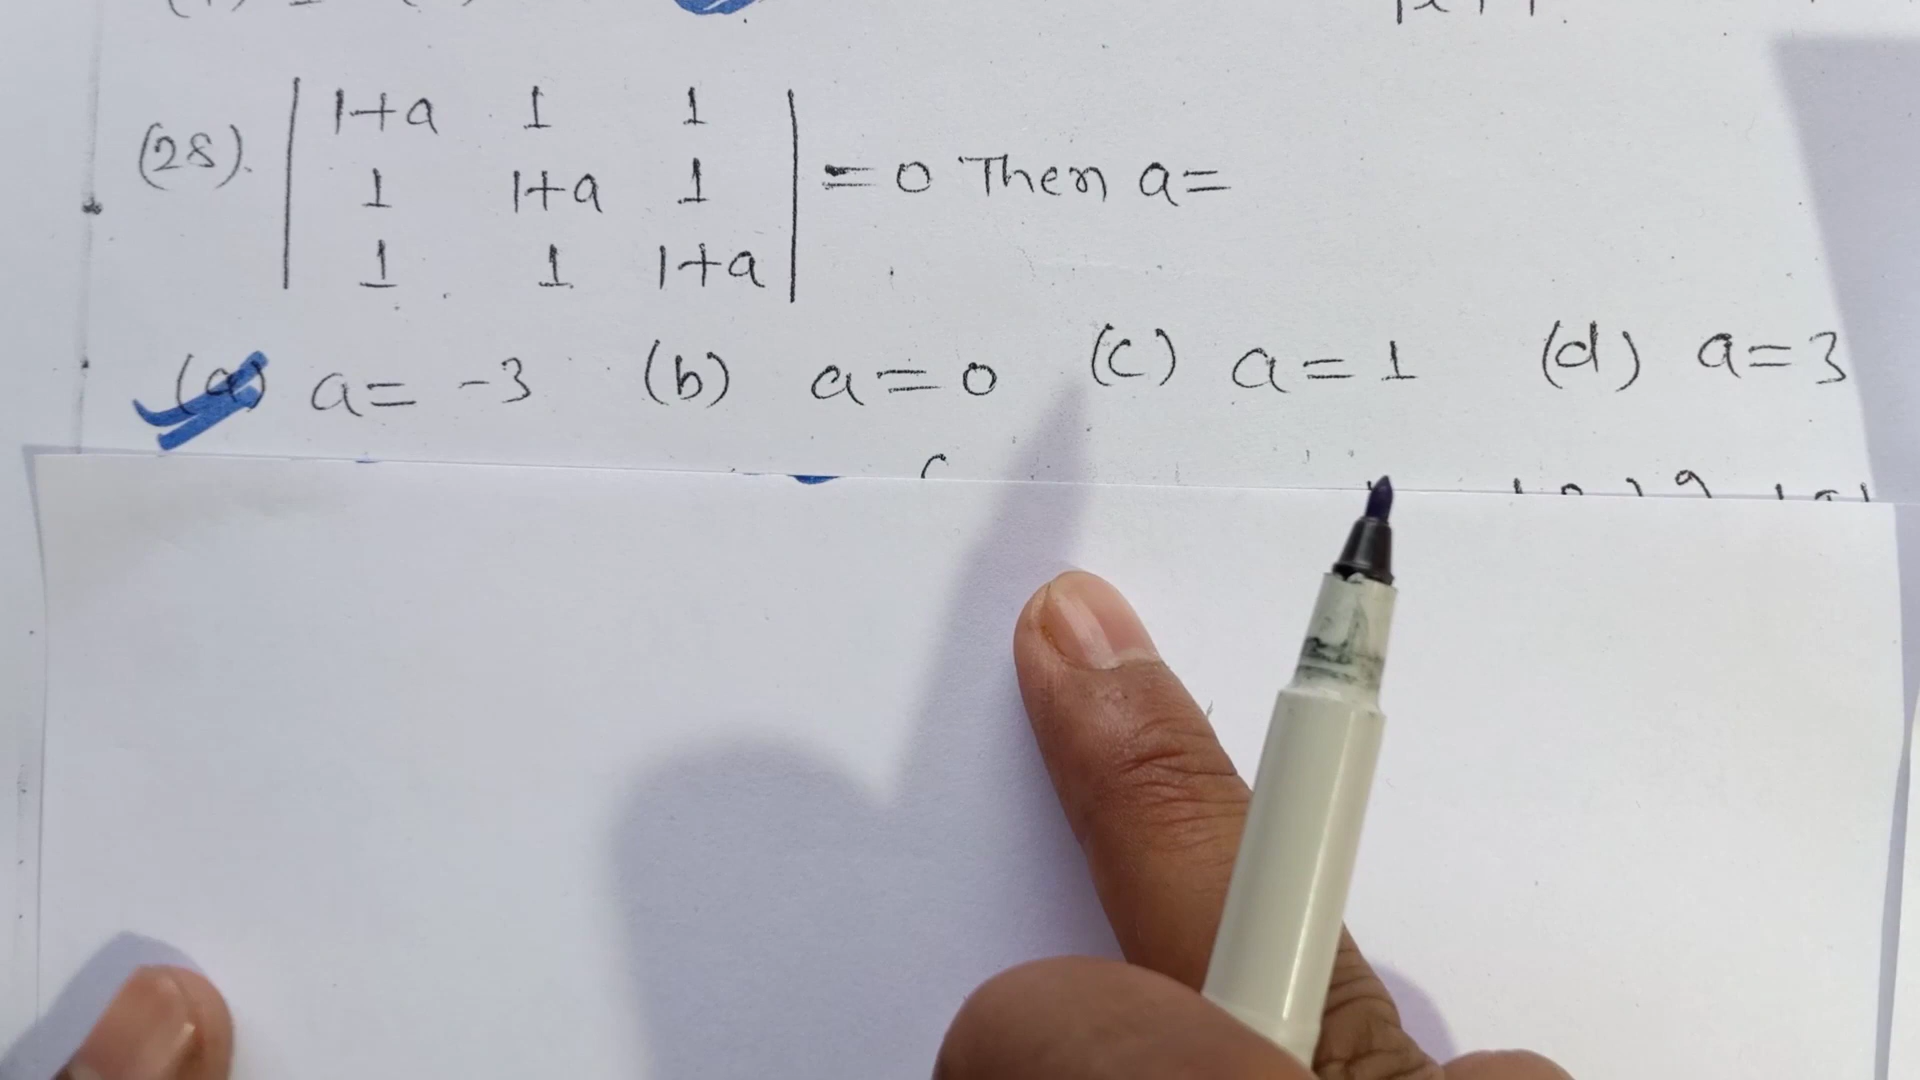 (28). | 1+a 1 1 |
| 1 1+a 1 | = 0 Then a=
| 1 1 1+a |
(a) a= -3 (b) a=0 (c) a=1 (d) a=3